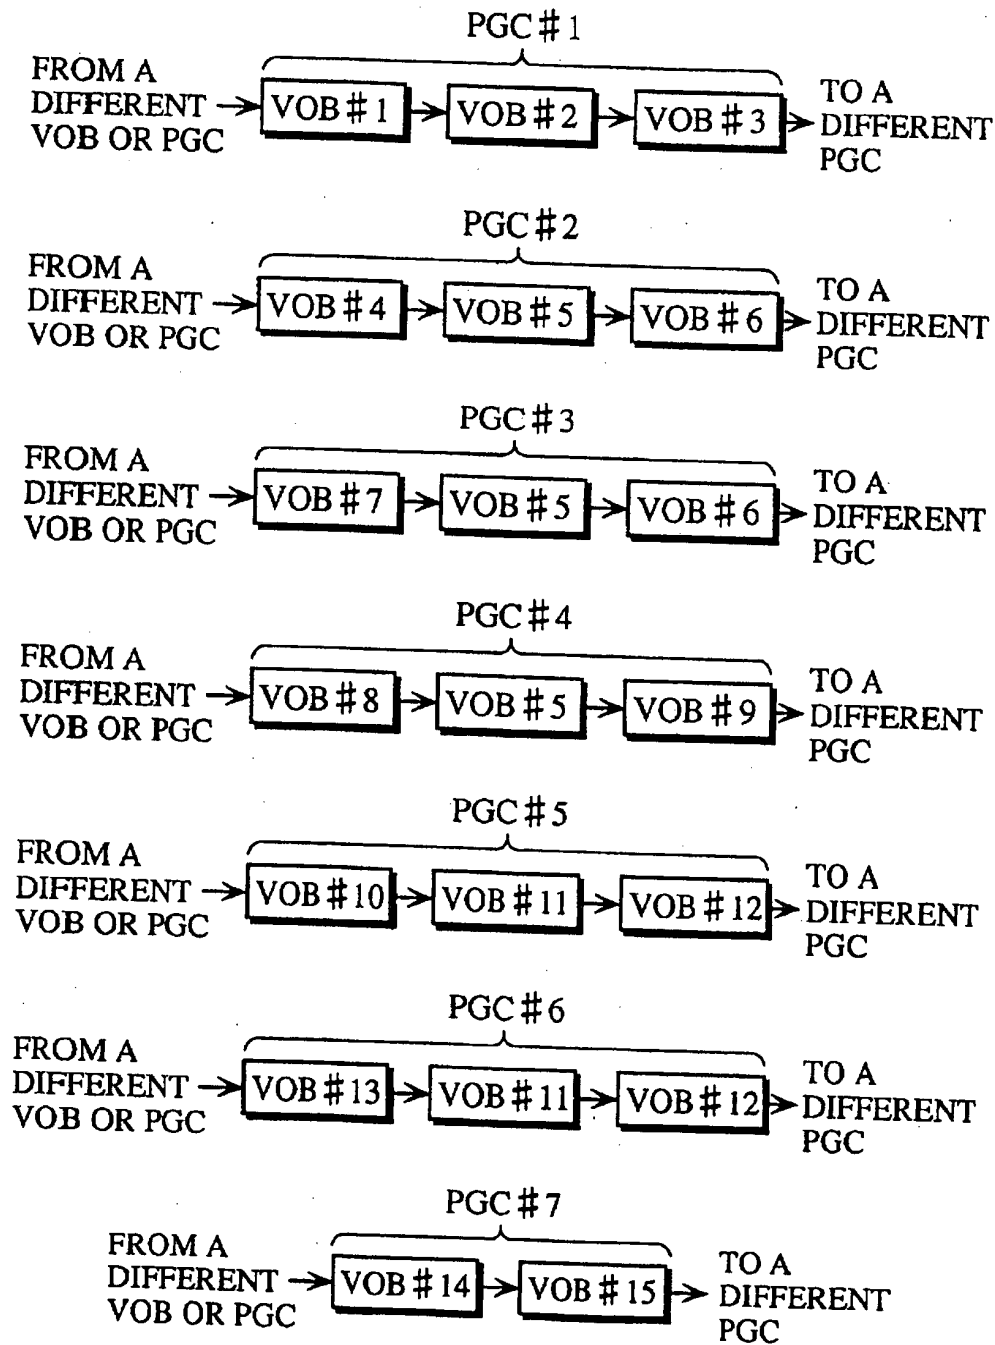 PGC#1
FROM A
DIFFERENT
VOB OR PGC
VOB#1
VOB#2
VOB#3
TO A
DIFFERENT
PGC
PGC#2
FROM A
DIFFERENT
VOB OR PGC
VOB#4
VOB#5
VOB#6
TO A
DIFFERENT
PGC
PGC#3
FROM A
DIFFERENT
VOB OR PGC
VOB#7
VOB#5
VOB#6
TO A
DIFFERENT
PGC
PGC#4
FROM A
DIFFERENT
VOB OR PGC
VOB#8
VOB#5
VOB#9
TO A
DIFFERENT
PGC
PGC#5
FROM A
DIFFERENT
VOB OR PGC
VOB#10
VOB#11
VOB#12
TO A
DIFFERENT
PGC
PGC#6
FROM A
DIFFERENT
VOB OR PGC
VOB#13
VOB#11
VOB#12
TO A
DIFFERENT
PGC
PGC#7
FROM A
DIFFERENT
VOB OR PGC
VOB#14
VOB#15
TO A
DIFFERENT
PGC